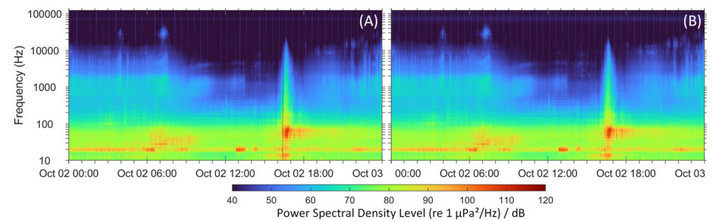 (A)
(B)
Frequency (Hz)
100000
10000
1000
100
10
Oct 02 00:00 Oct 02 06:00 Oct 02 12:00 Oct 02 18:00 Oct 03 00:00 Oct 02 06:00 Oct 02 12:00 Oct 02 18:00 Oct 03
40 50 60 70 80 90 100 110 120
Power Spectral Density Level (re 1 µPa²/Hz) / dB